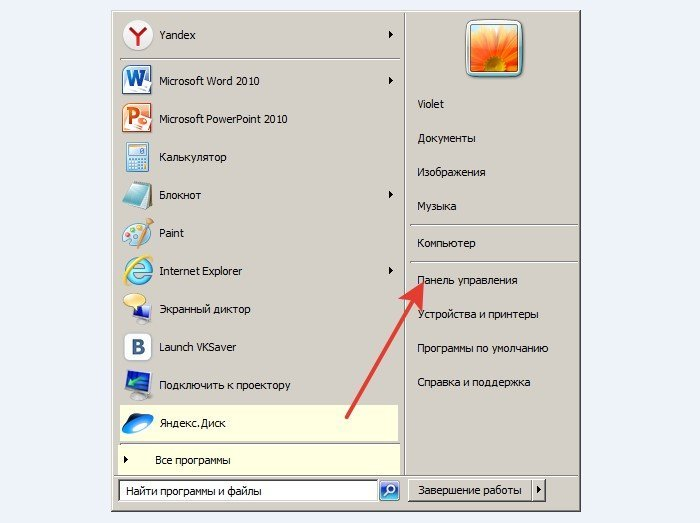 Yandex
Microsoft Word 2010
Microsoft PowerPoint 2010
Калькулятор
Блокнот
Paint
Internet Explorer
Экранный диктор
Launch VKSaver
Подключить к проектору
Яндекс.Диск
Все программы
Найти программы и файлы
Violet
Документы
Изображения
Музыка
Компьютер
Панель управления
Устройства и принтеры
Программы по умолчанию
Справка и поддержка
Завершение работы